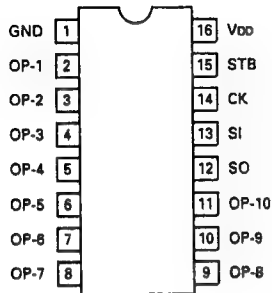 GND 1 16 VDD
OP-1 2 15 STB
OP-2 3 14 CK
OP-3 4 13 SI
OP-4 5 12 SO
OP-5 6 11 OP-10
OP-6 7 10 OP-9
OP-7 8 9 OP-8